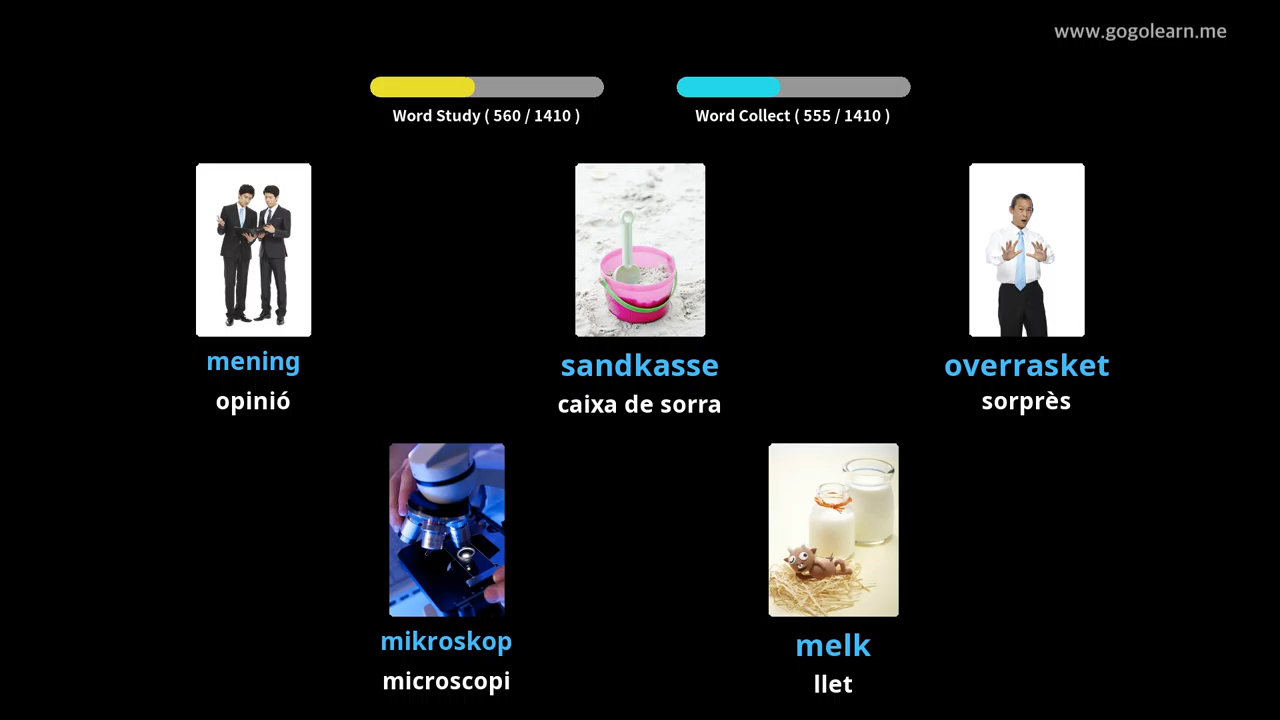 www.gogolearn.me
Word Study ( 560 / 1410 )
Word Collect ( 555 / 1410 )
mening
opinió
sandkasse
caixa de sorra
overrasket
sorprès
mikroskop
microscopi
melk
llet